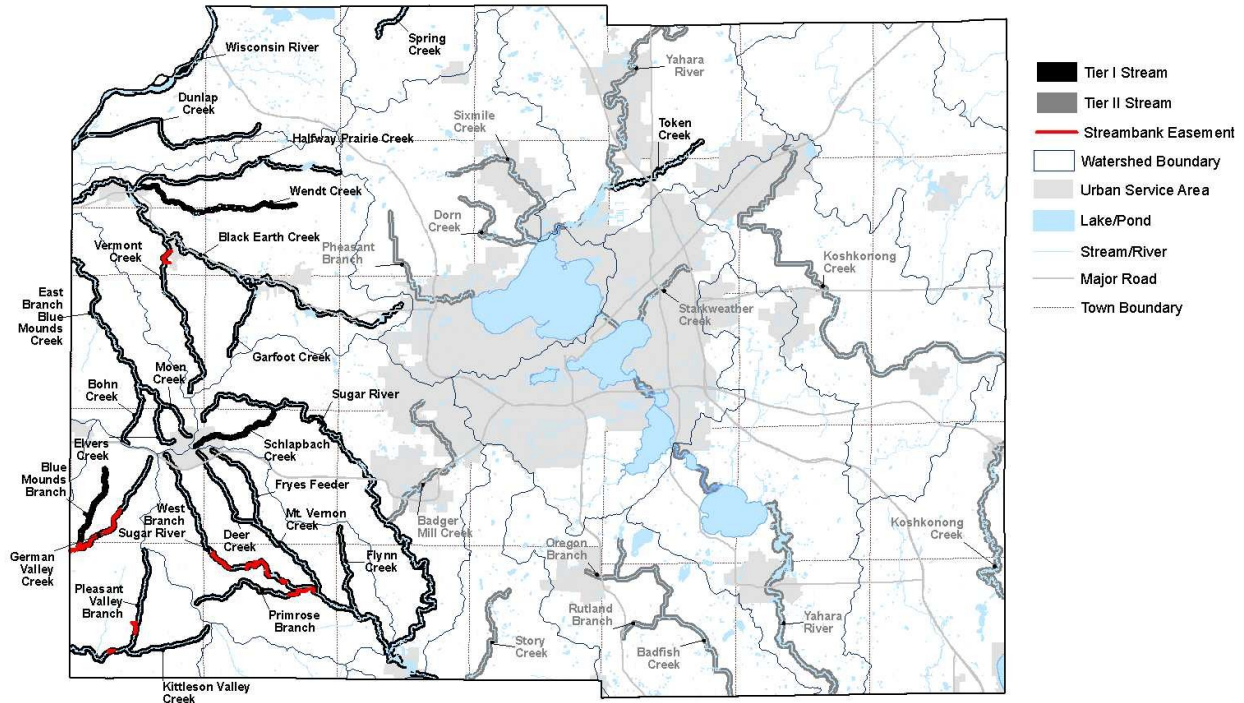 Wisconsin River
Spring
Creek
Yahara
River
Dunlap
Creek
Sixmile
Creek
Token
Creek
Halfway Prairie Creek
Wendt Creek
Dorn
Creek
Vermont
Creek
Black Earth Creek
Pheasant
Branch
Koshkonong
Creek
East
Branch
Blue
Mounds
Creek
Starkweather
Creek
Garfoot Creek
Moen
Creek
Bohn
Creek
Sugar River
Elvers
Creek
Schlapbach
Creek
Blue
Mounds
Branch
Fryes Feeder
West
Branch
Sugar River
Mt. Vernon
Creek
Deer
Creek
Badger
Mill Creek
Koshkonong
Creek
German
Valley
Creek
Flynn
Creek
Oregon
Branch
Pleasant
Valley
Branch
Primrose
Branch
Rutland
Branch
Yahara
River
Story
Creek
Badfish
Creek
Kittleson Valley
Creek
Tier I Stream
Tier II Stream
Streambank Easement
Watershed Boundary
Urban Service Area
Lake/Pond
Stream/River
Major Road
Town Boundary